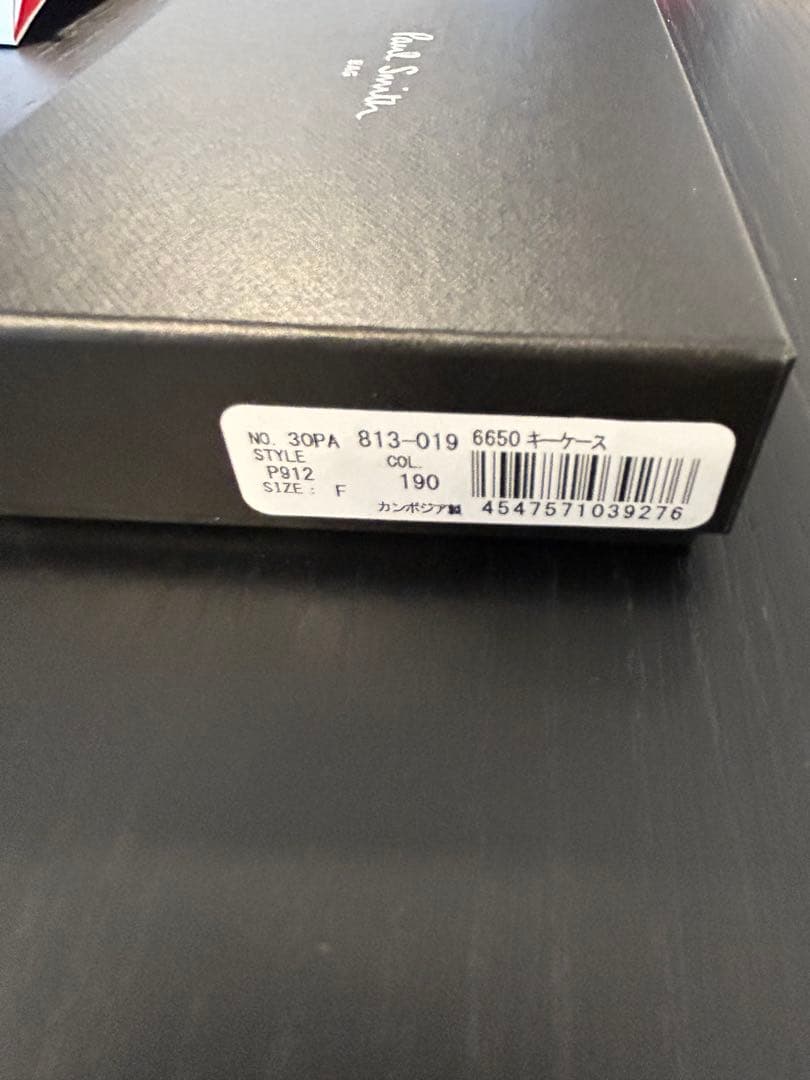 Paul Smith
BAG
NO. 30PA 813-019 6650 キーケース
STYLE COL.
P912 190
SIZE: F
カンボジア製 4547571039276